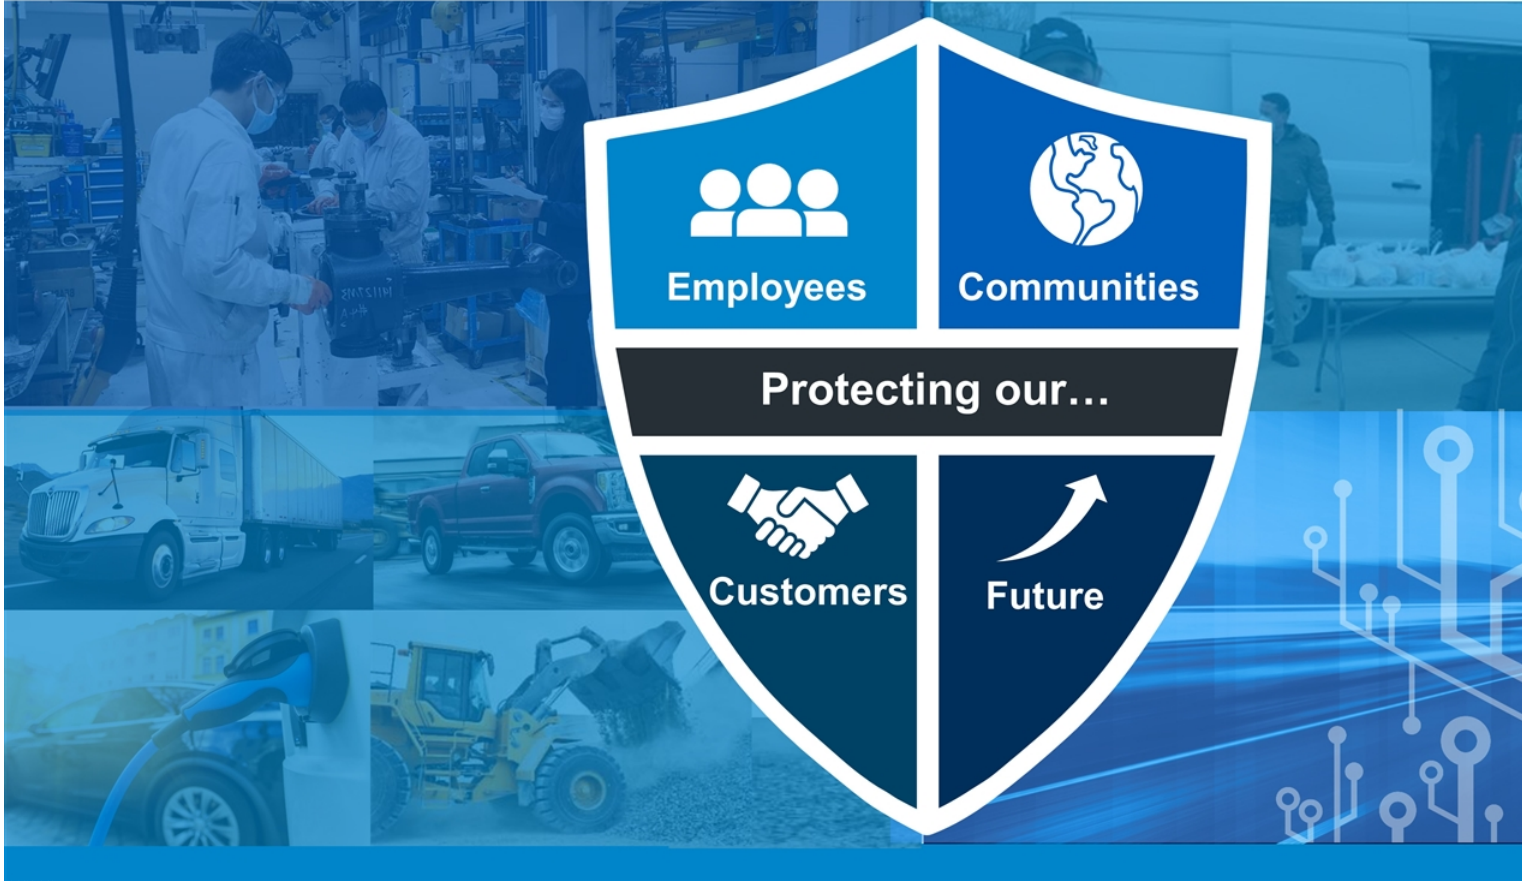 Employees
Communities
Protecting our…
Customers
Future